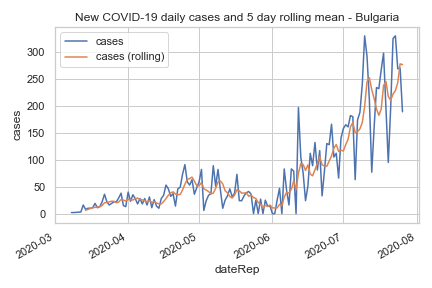 New COVID-19 daily cases and 5 day rolling mean - Bulgaria
cases
cases (rolling)
300
250
200
150
100
50
0
cases
2020-03
2020-04
2020-05
2020-06
2020-07
2020-08
dateRep